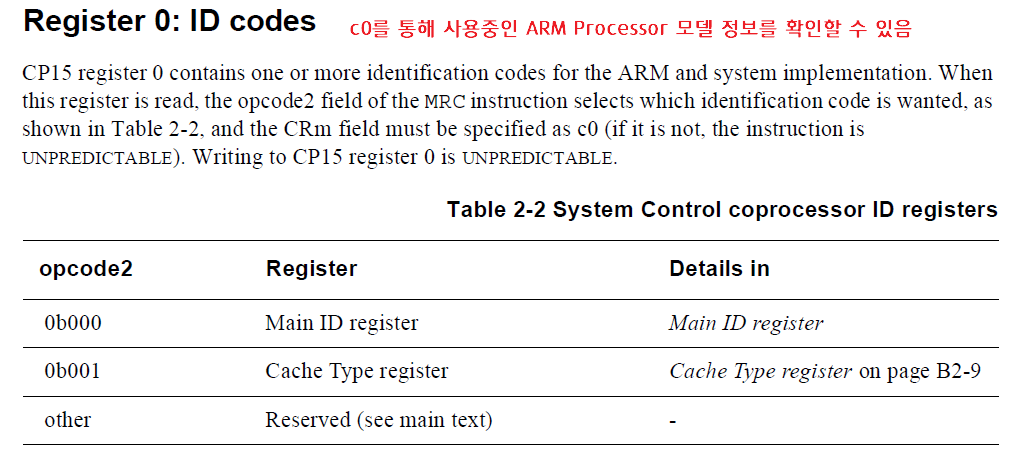 Register 0: ID codes c0를 통해 사용중인 ARM Processor 모델 정보를 확인할 수 있음
CP15 register 0 contains one or more identification codes for the ARM and system implementation. When
this register is read, the opcode2 field of the MRC instruction selects which identification code is wanted, as
shown in Table 2-2, and the CRm field must be specified as c0 (if it is not, the instruction is
UNPREDICTABLE). Writing to CP15 register 0 is UNPREDICTABLE.
Table 2-2 System Control coprocessor ID registers
opcode2 Register Details in
0b000 Main ID register Main ID register
0b001 Cache Type register Cache Type register on page B2-9
other Reserved (see main text) -